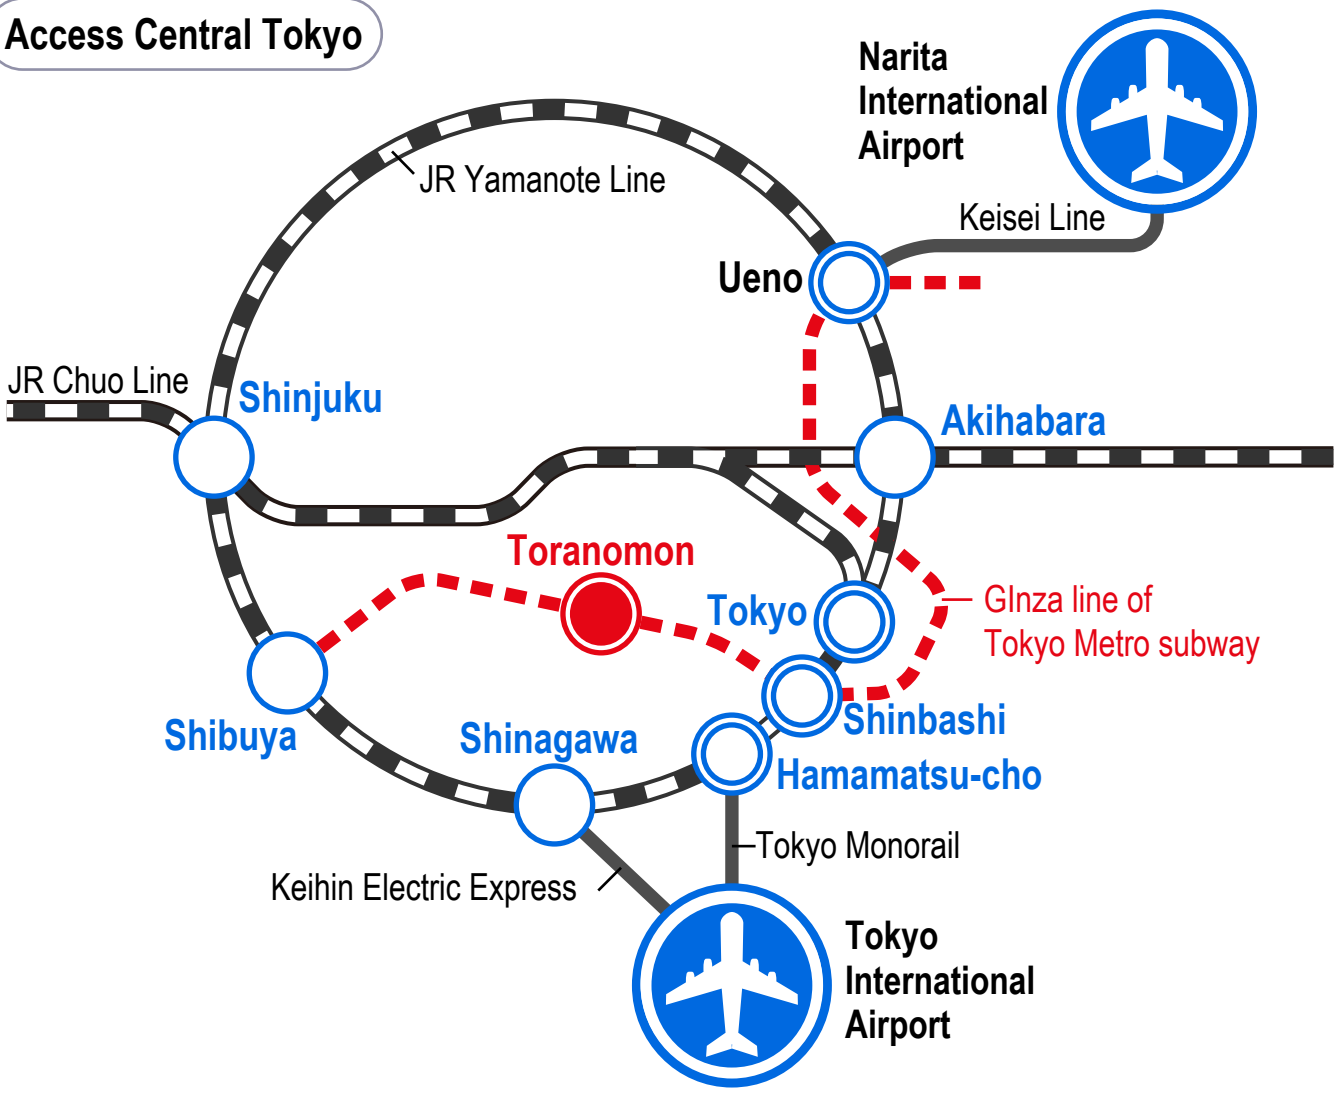 Access Central Tokyo
Narita
International
Airport
JR Yamanote Line
Keisei Line
Ueno
JR Chuo Line
Shinjuku
Akihabara
Toranomon
Tokyo
GInza line of
Tokyo Metro subway
Shibuya
Shinagawa
Shinbashi
Hamamatsu-cho
Tokyo Monorail
Keihin Electric Express
Tokyo
International
Airport